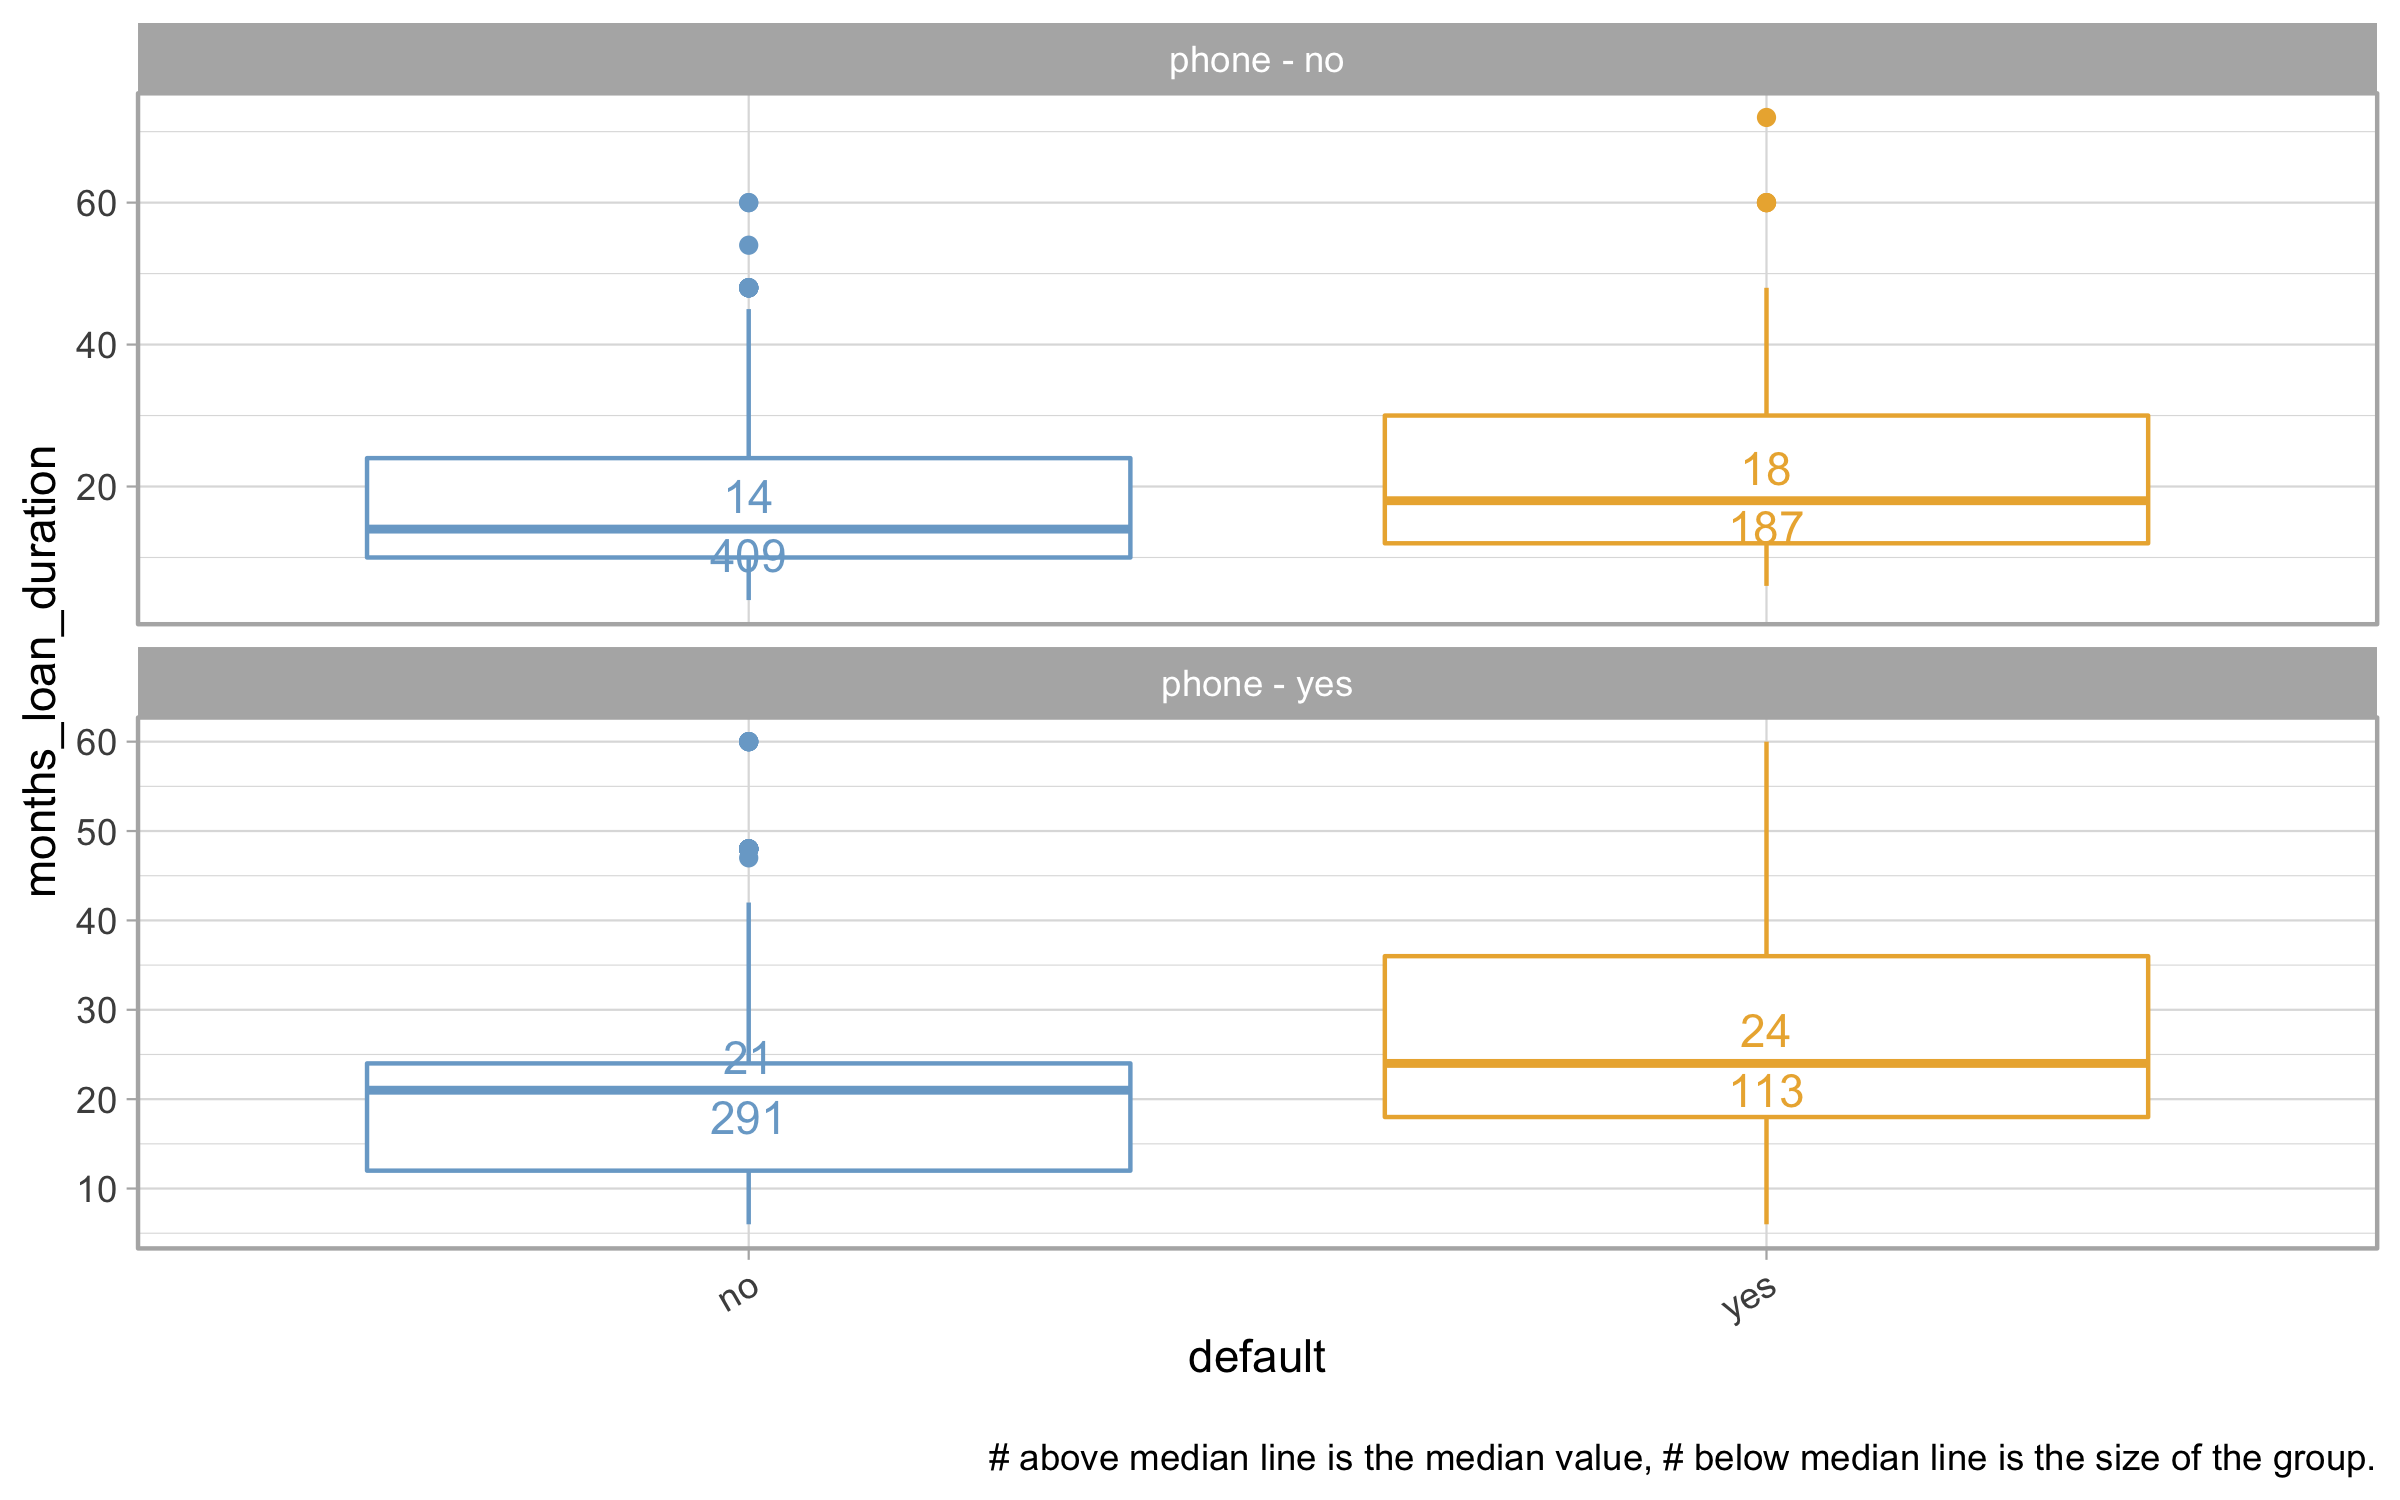 phone - no
60
40
20
14
409
18
187
months_loan_duration
phone - yes
60
50
40
30
20
10
21
291
24
113
no
yes
default
# above median line is the median value, # below median line is the size of the group.